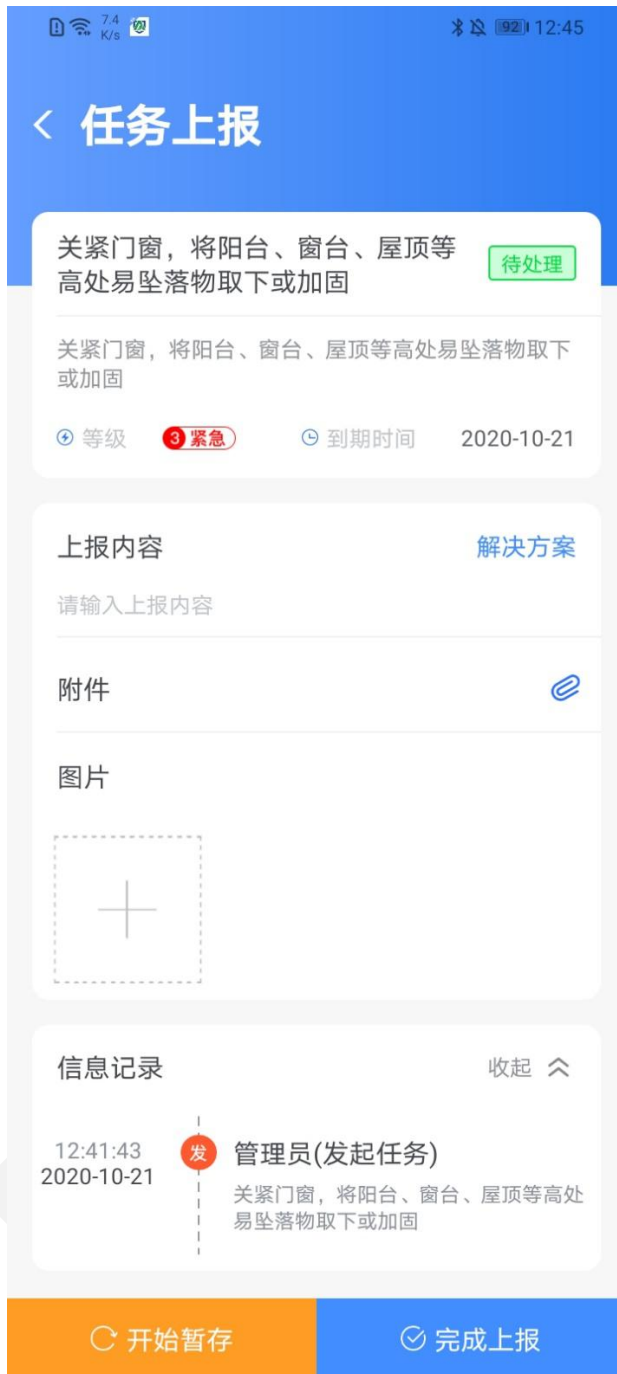 7.4
K/s
92
12:45
任务上报
关紧门窗，将阳台、窗台、屋顶等
高处易坠落物取下或加固
待处理
关紧门窗，将阳台、窗台、屋顶等高处易坠落物取下
或加固
等级
3 紧急
到期时间
2020-10-21
上报内容
解决方案
请输入上报内容
附件
图片
信息记录
收起
12:41:43
2020-10-21
发
管理员(发起任务)
关紧门窗，将阳台、窗台、屋顶等高处
易坠落物取下或加固
开始暂存
完成上报